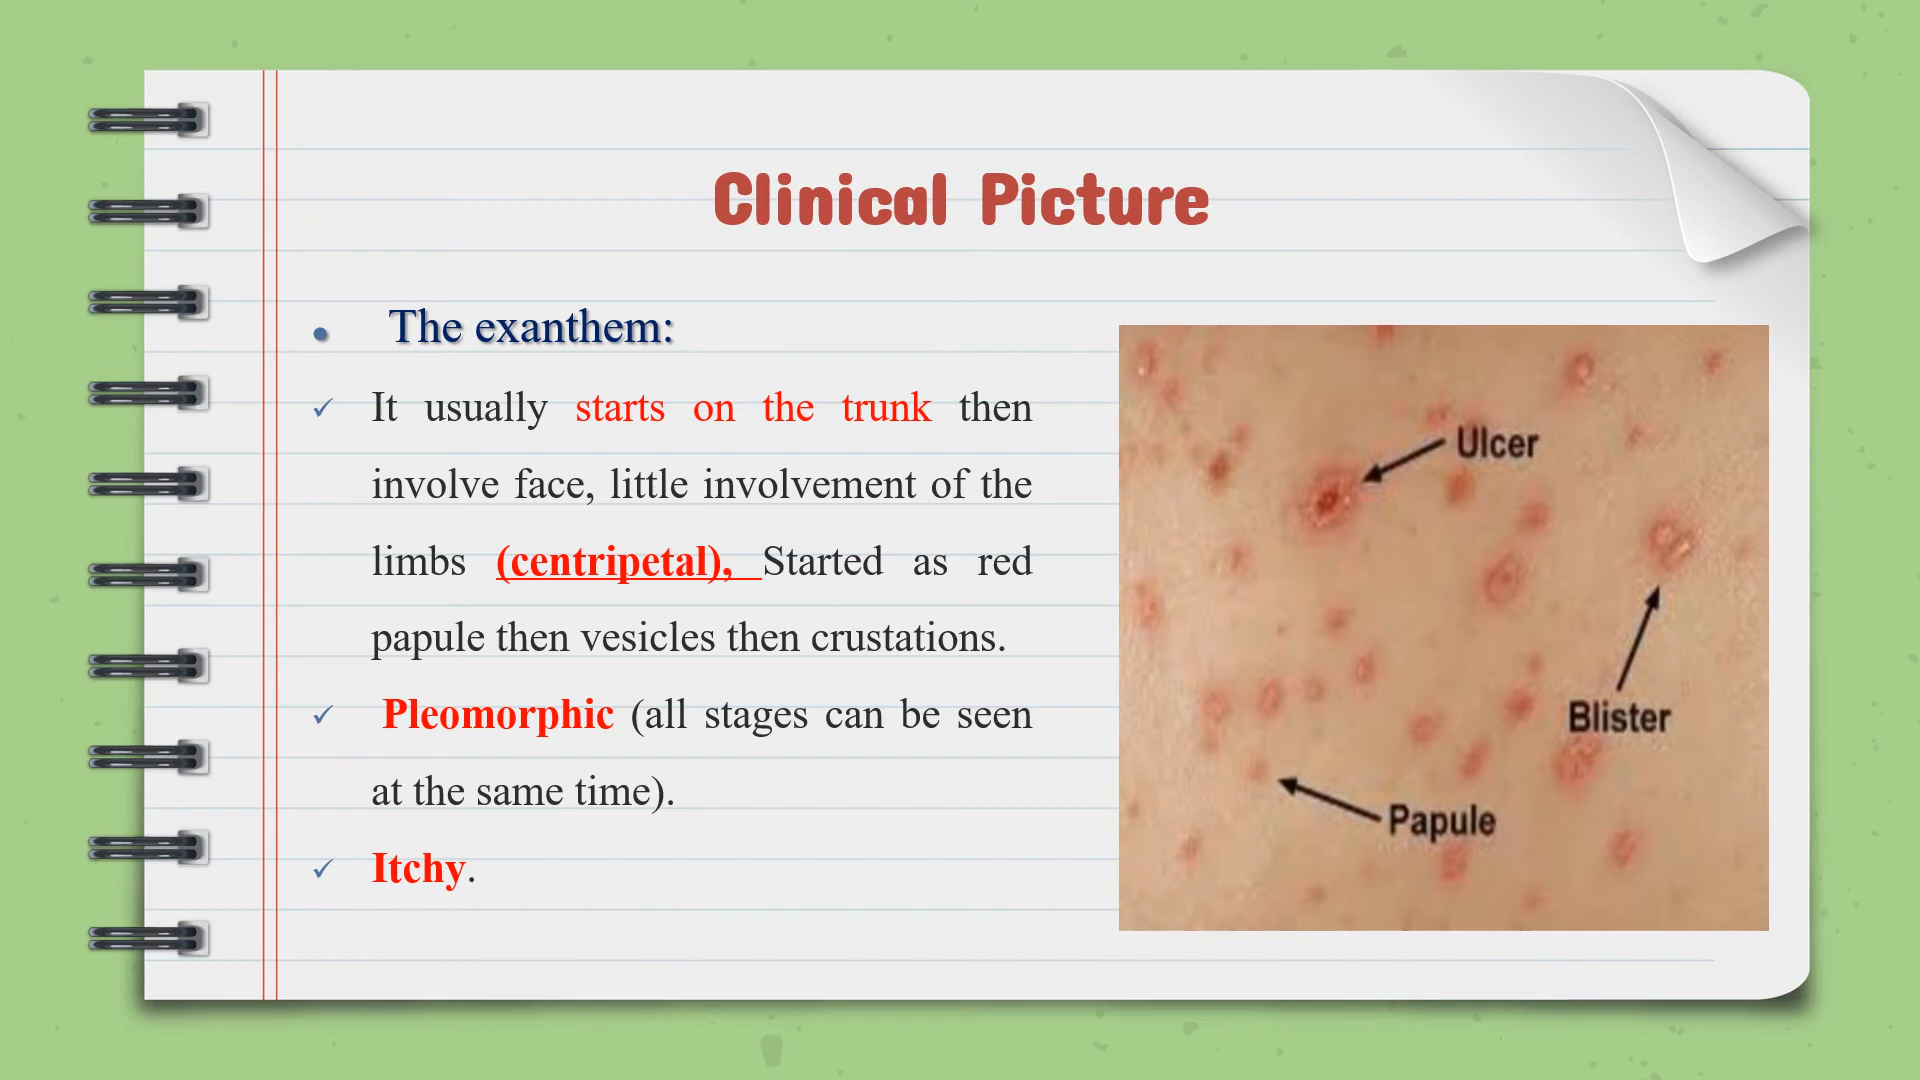 Clinical Picture
• The exanthem:
✓ It usually starts on the trunk then
involve face, little involvement of the
limbs (centripetal), Started as red
papule then vesicles then crustations.
✓ Pleomorphic (all stages can be seen
at the same time).
✓ Itchy.
Ulcer
Blister
Papule